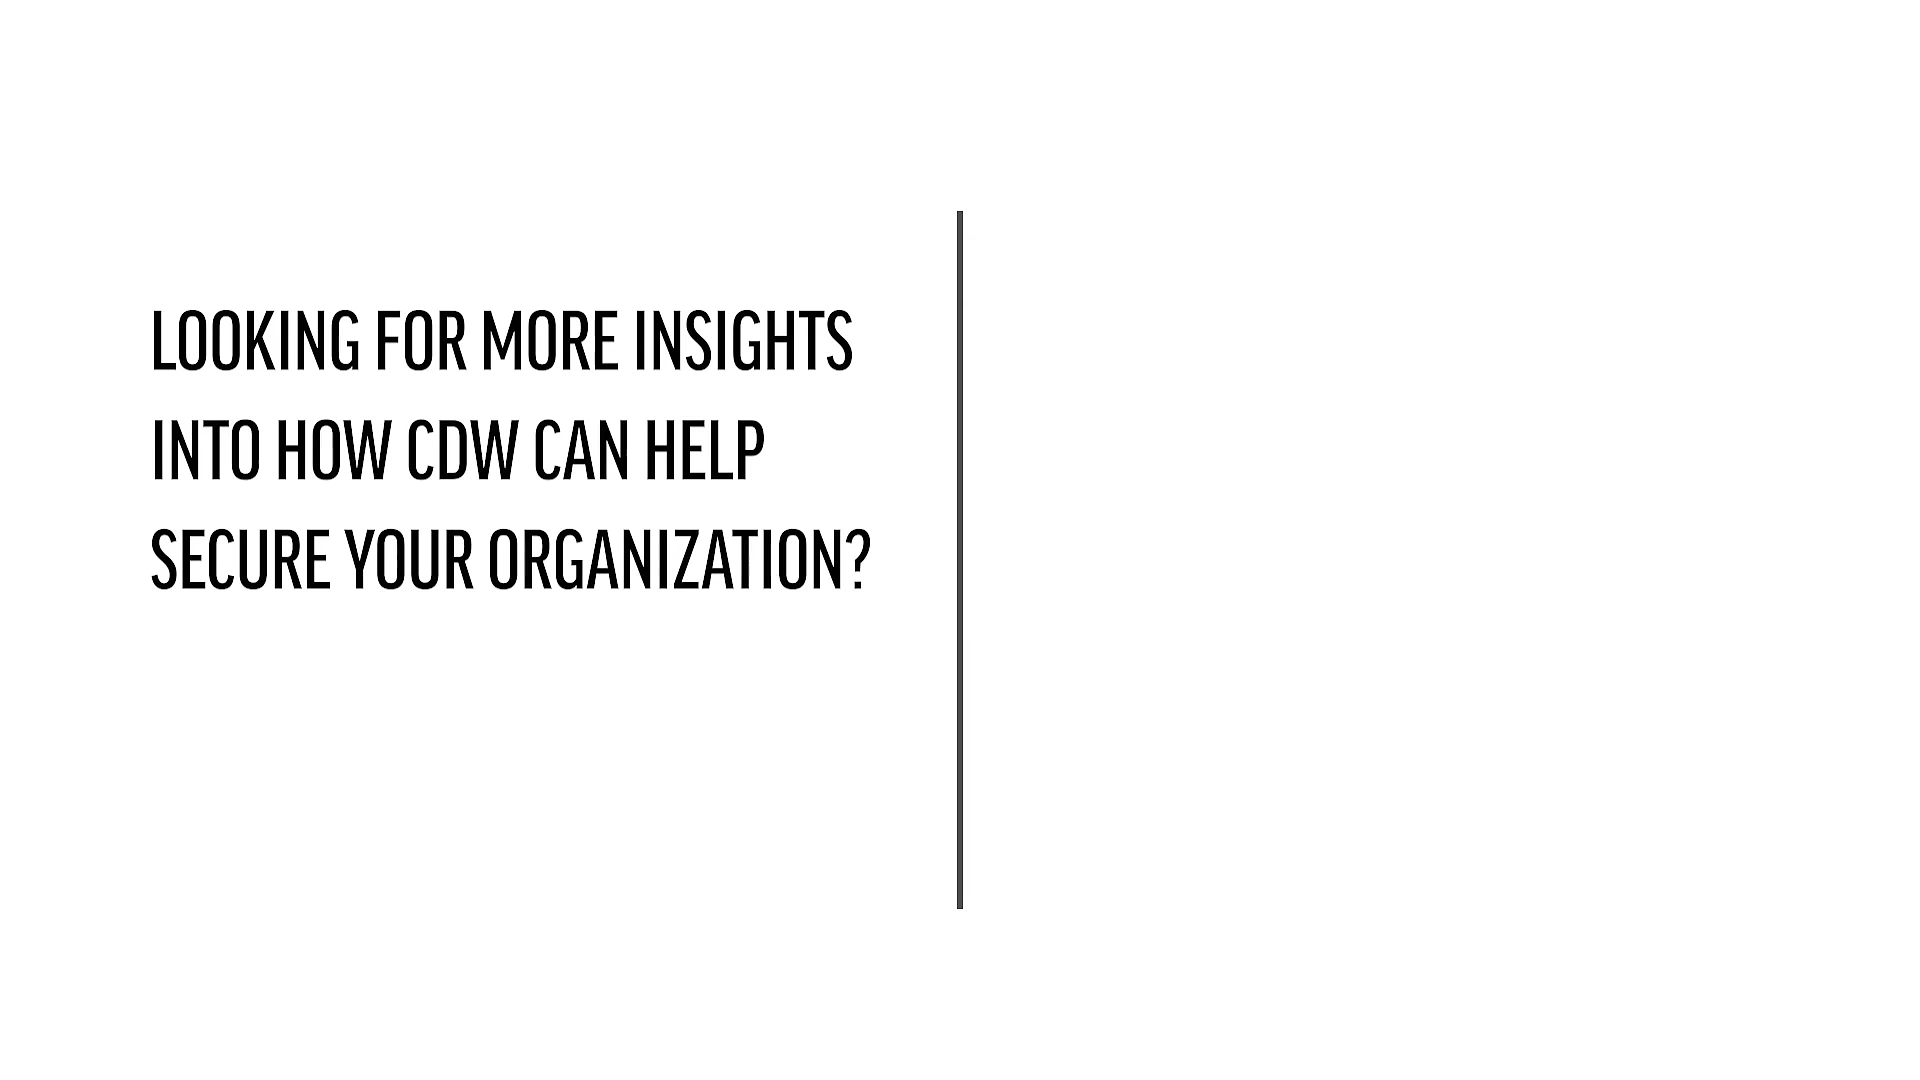 LOOKING FOR MORE INSIGHTS
INTO HOW CDW CAN HELP
SECURE YOUR ORGANIZATION?